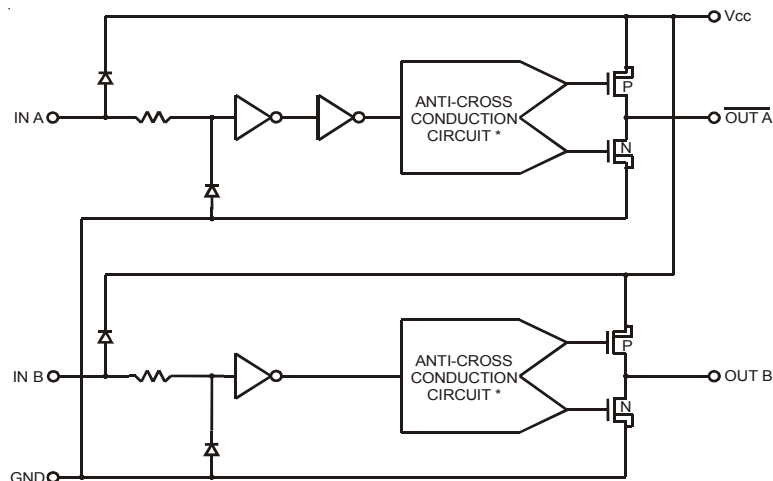 Vcc
IN A
ANTI-CROSS
CONDUCTION
CIRCUIT *
P
N
OUT A
IN B
ANTI-CROSS
CONDUCTION
CIRCUIT *
P
N
OUT B
GND